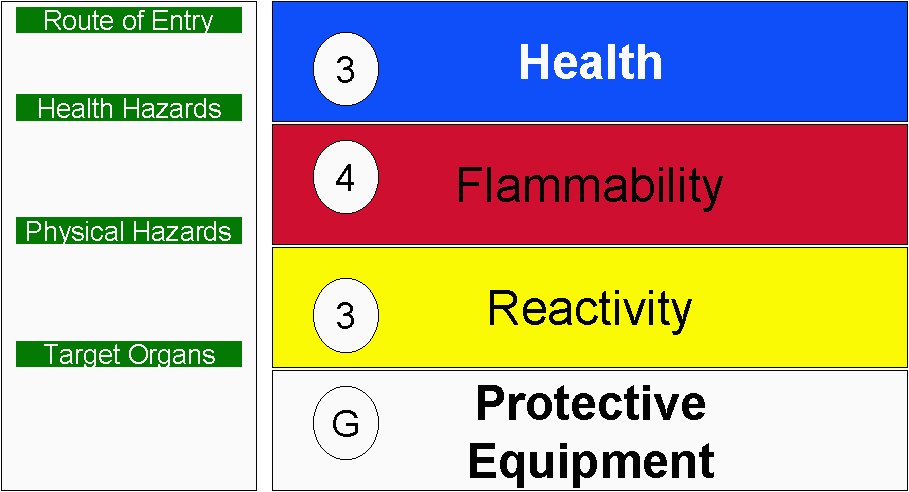 Route of Entry
Health Hazards
Physical Hazards
Target Organs
3 Health
4 Flammability
3 Reactivity
G Protective
Equipment